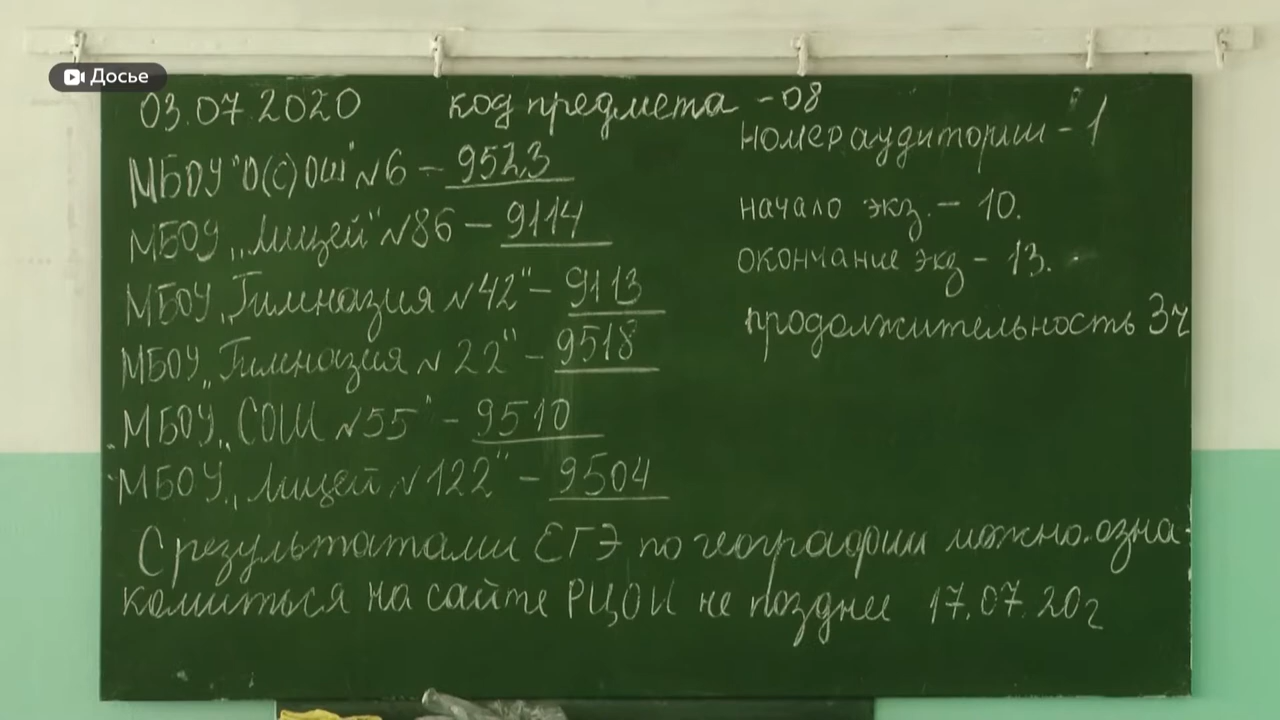 Досье
03.07.2020 код предмета - 08
номер аудитории - 1
МБОУ "О(С)ОШ" №6 - 9523
МБОУ „Лицей" №86 - 9114
начало экз. - 10.
окончание экз - 13.
МБОУ „Гимназия №42" - 9113
продолжительность 3ч
МБОУ „Гимназия №22" - 9518
МБОУ „СОШ №55" - 9510
МБОУ „Лицей №122" - 9504
С результатами ЕГЭ по географии можно озна-
комиться на сайте РЦОИ не позднее 17.07.20г